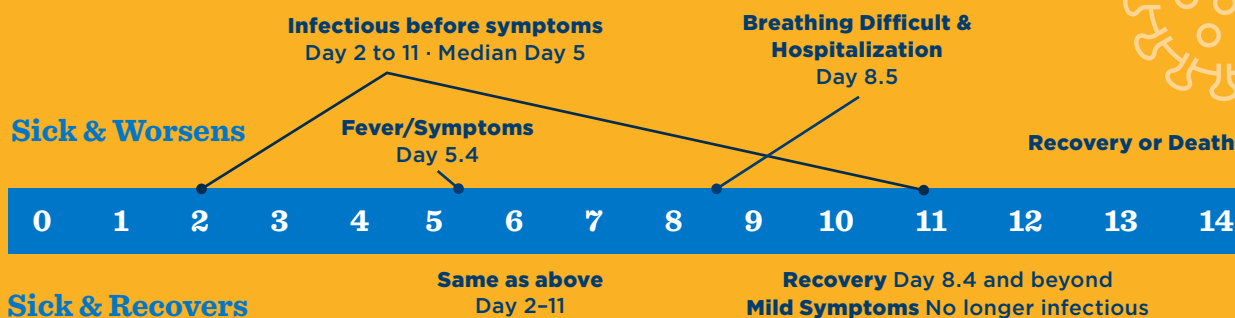 Infectious before symptoms
Day 2 to 11 · Median Day 5
Breathing Difficult &
Hospitalization
Day 8.5
Sick & Worsens
Fever/Symptoms
Day 5.4
Recovery or Death
0 1 2 3 4 5 6 7 8 9 10 11 12 13 14
Same as above
Day 2–11
Recovery Day 8.4 and beyond
Mild Symptoms No longer infectious
Sick & Recovers